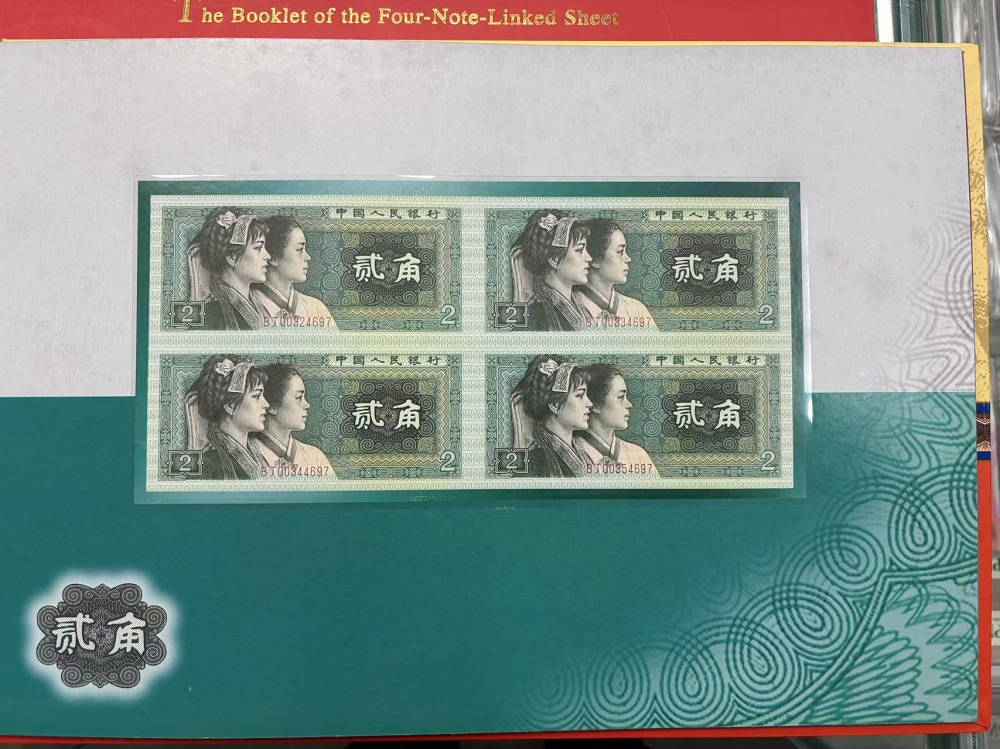 The Booklet of the Four-Note-Linked Sheet
中国人民银行
贰角
2
BJ00324697
2
中国人民银行
贰角
2
BJ00334697
2
中国人民银行
贰角
2
BJ00344697
2
中国人民银行
贰角
2
BJ00354697
2
贰角